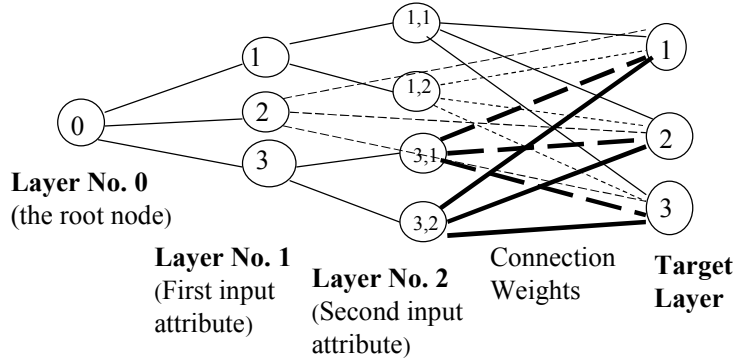 0
1
2
3
1,1
1,2
3,1
3,2
1
2
3
Layer No. 0
(the root node)
Layer No. 1
(First input
attribute)
Layer No. 2
(Second input
attribute)
Connection
Weights
Target
Layer